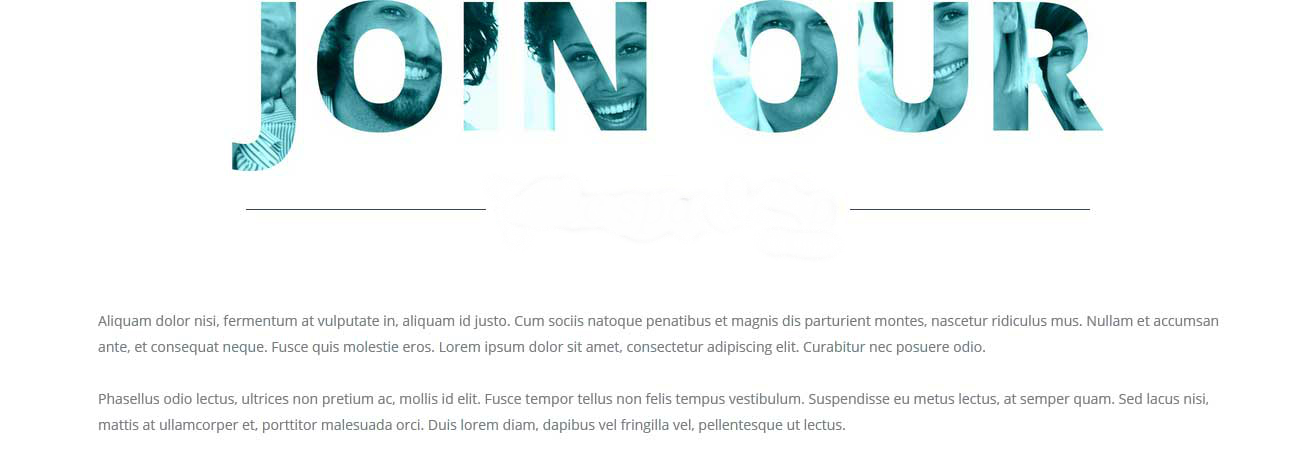 JOIN OUR
Aliquam dolor nisi, fermentum at vulputate in, aliquam id justo. Cum sociis natoque penatibus et magnis dis parturient montes, nascetur ridiculus mus. Nullam et accumsan
ante, et consequat neque. Fusce quis molestie eros. Lorem ipsum dolor sit amet, consectetur adipiscing elit. Curabitur nec posuere odio.
Phasellus odio lectus, ultrices non pretium ac, mollis id elit. Fusce tempor tellus non felis tempus vestibulum. Suspendisse eu metus lectus, at semper quam. Sed lacus nisi,
mattis at ullamcorper et, porttitor malesuada orci. Duis lorem diam, dapibus vel fringilla vel, pellentesque ut lectus.